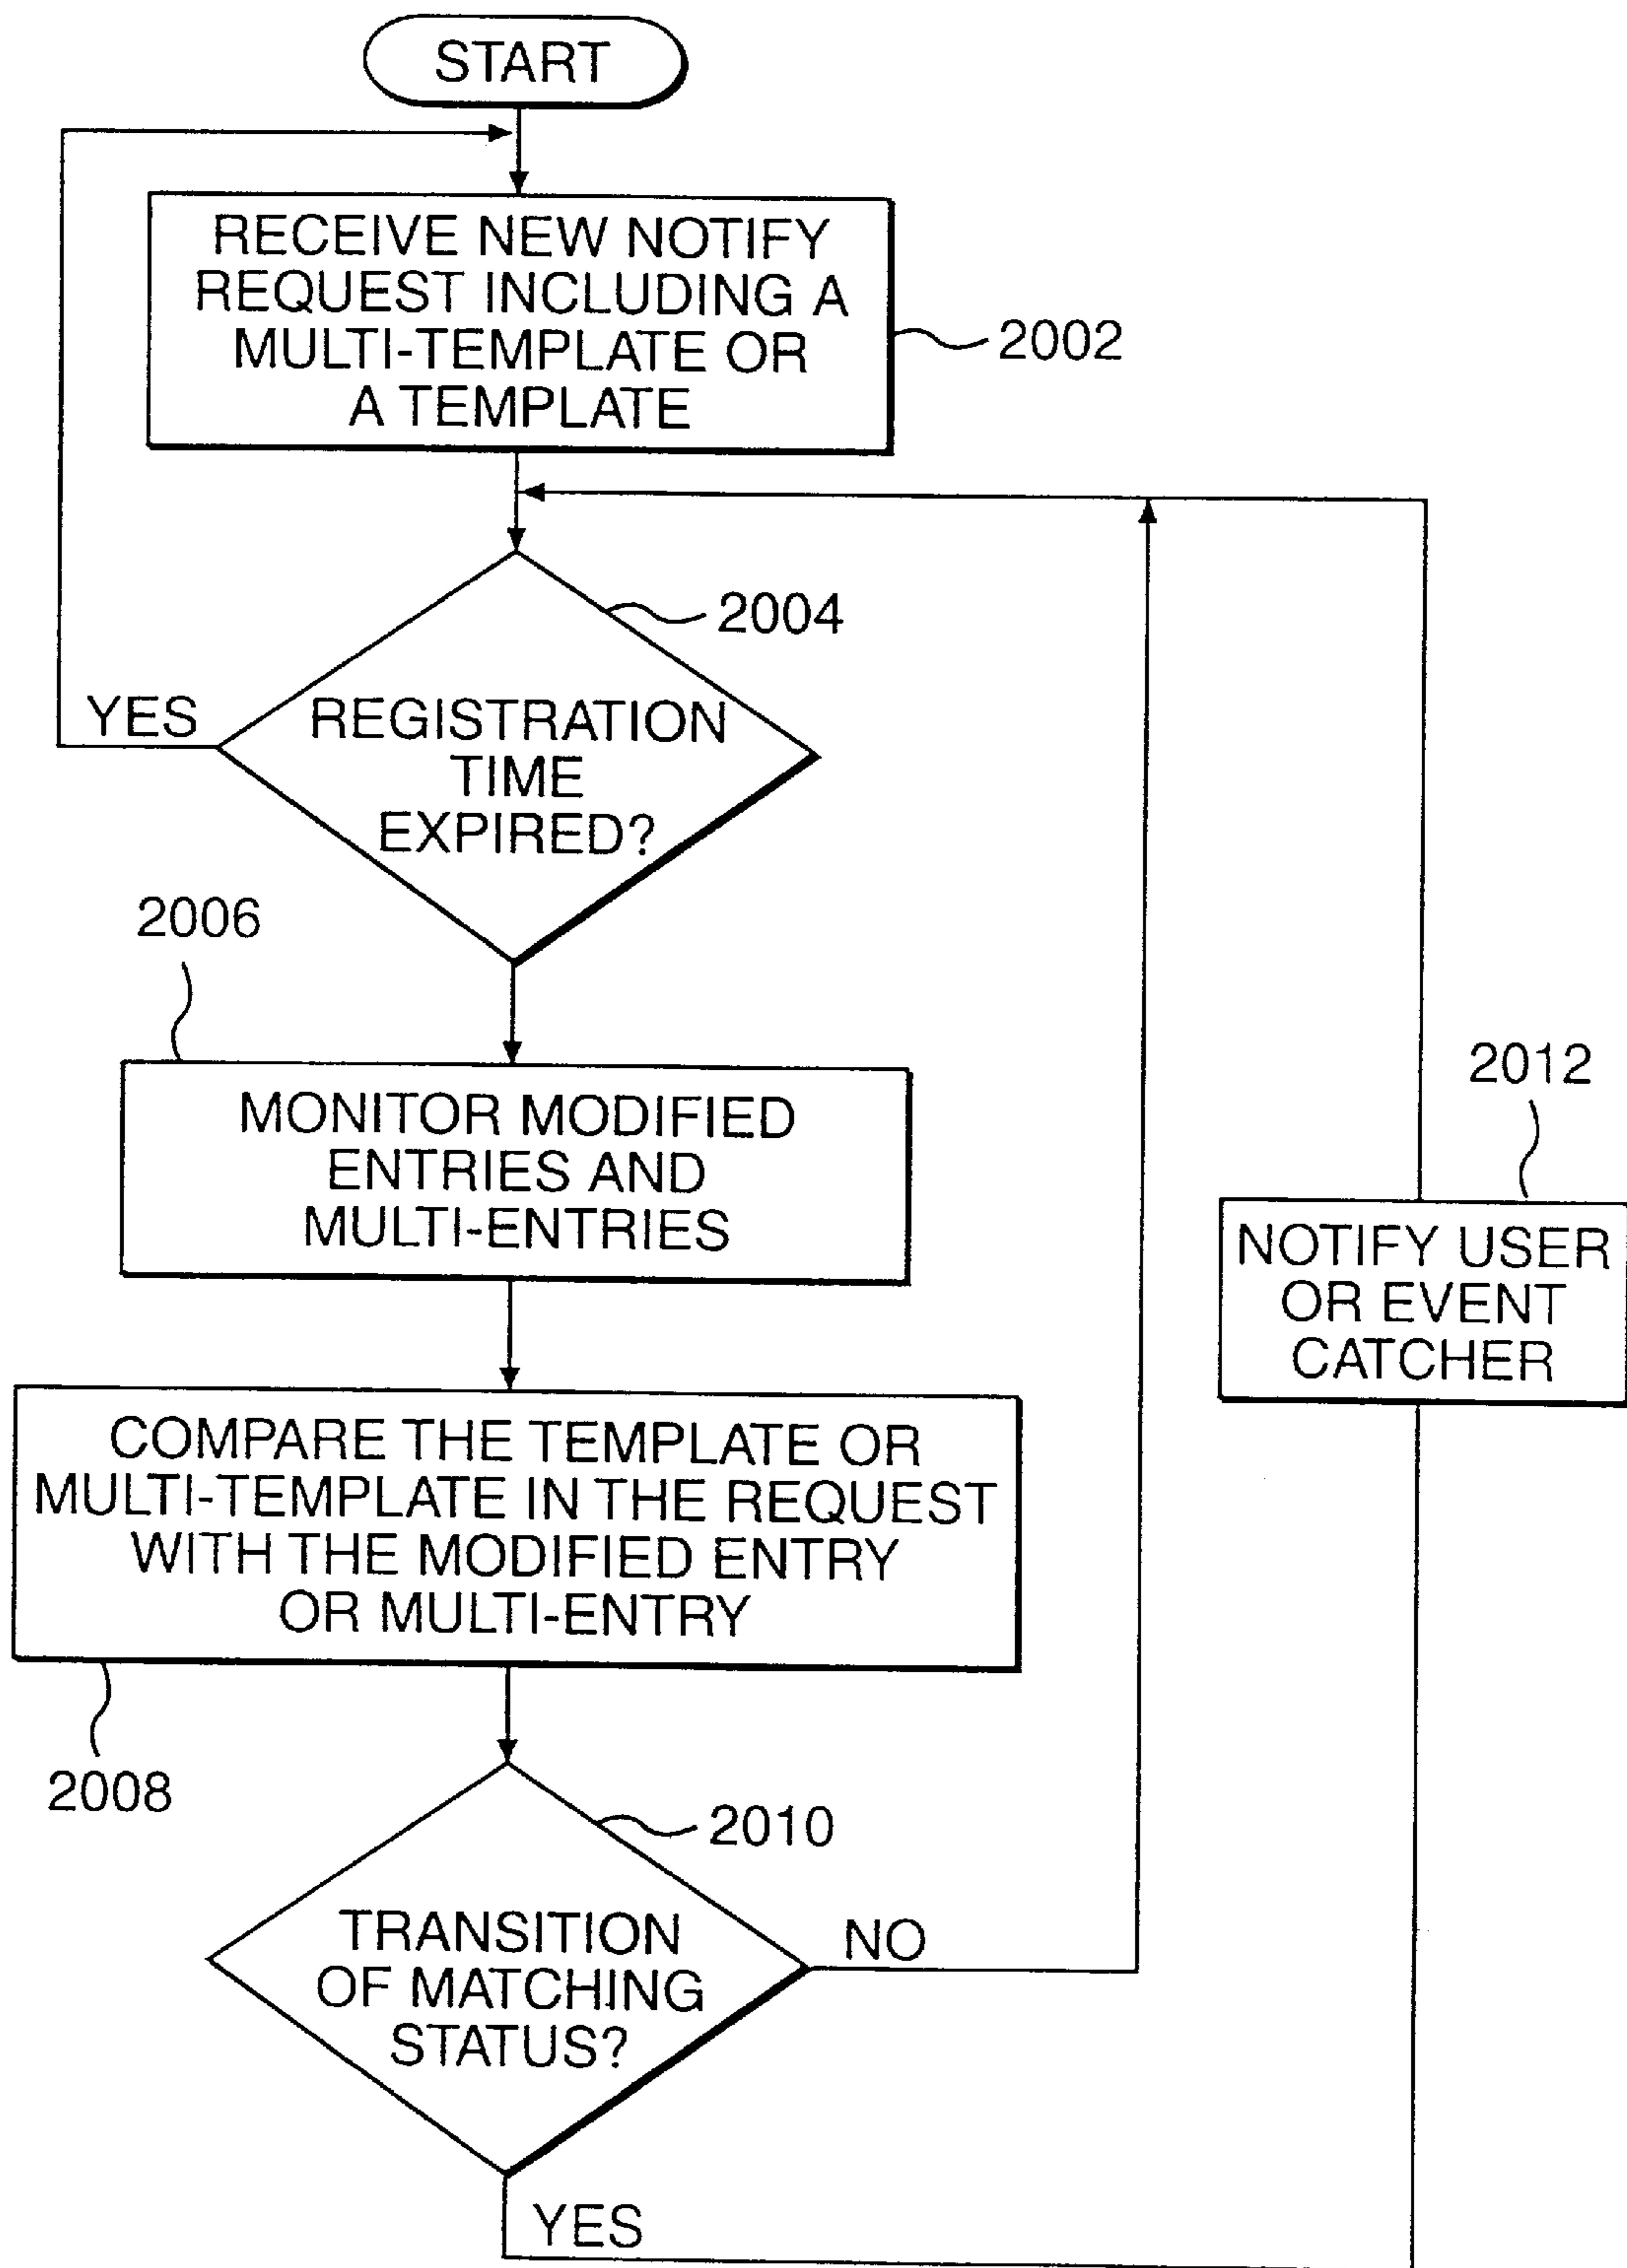 START
RECEIVE NEW NOTIFY
REQUEST INCLUDING A
MULTI-TEMPLATE OR
A TEMPLATE
2002
2004
YES
REGISTRATION
TIME
EXPIRED?
2006
MONITOR MODIFIED
ENTRIES AND
MULTI-ENTRIES
2012
NOTIFY USER
OR EVENT
CATCHER
COMPARE THE TEMPLATE OR
MULTI-TEMPLATE IN THE REQUEST
WITH THE MODIFIED ENTRY
OR MULTI-ENTRY
2008
2010
TRANSITION
OF MATCHING
STATUS?
NO
YES